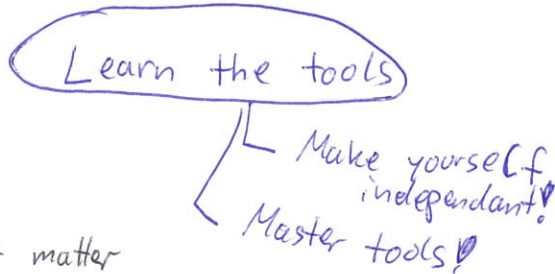 Learn the tools
Make yourself
independant!
Master tools!
matter